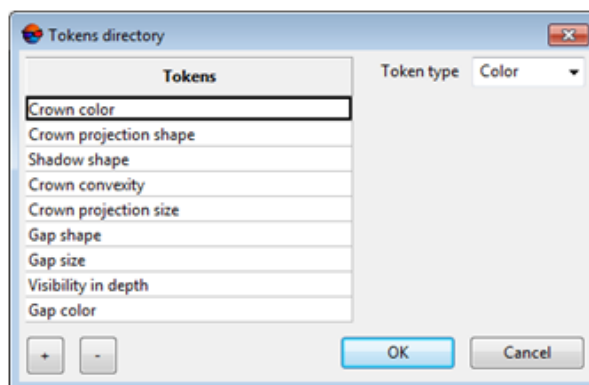 Tokens directory
Tokens
Token type Color
Crown color
Crown projection shape
Shadow shape
Crown convexity
Crown projection size
Gap shape
Gap size
Visibility in depth
Gap color
+ - OK Cancel